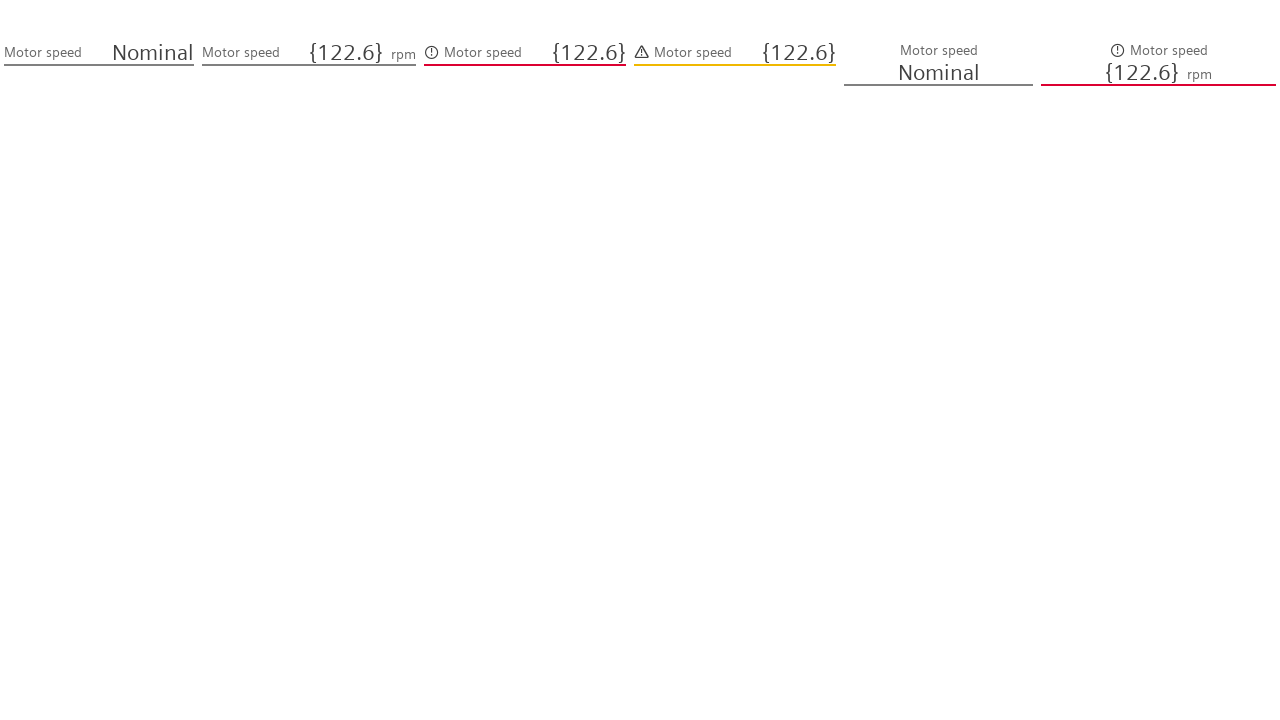 Motor speed Nominal
Motor speed {122.6} rpm
Motor speed {122.6}
Motor speed {122.6}
Motor speed
Nominal
Motor speed
{122.6} rpm